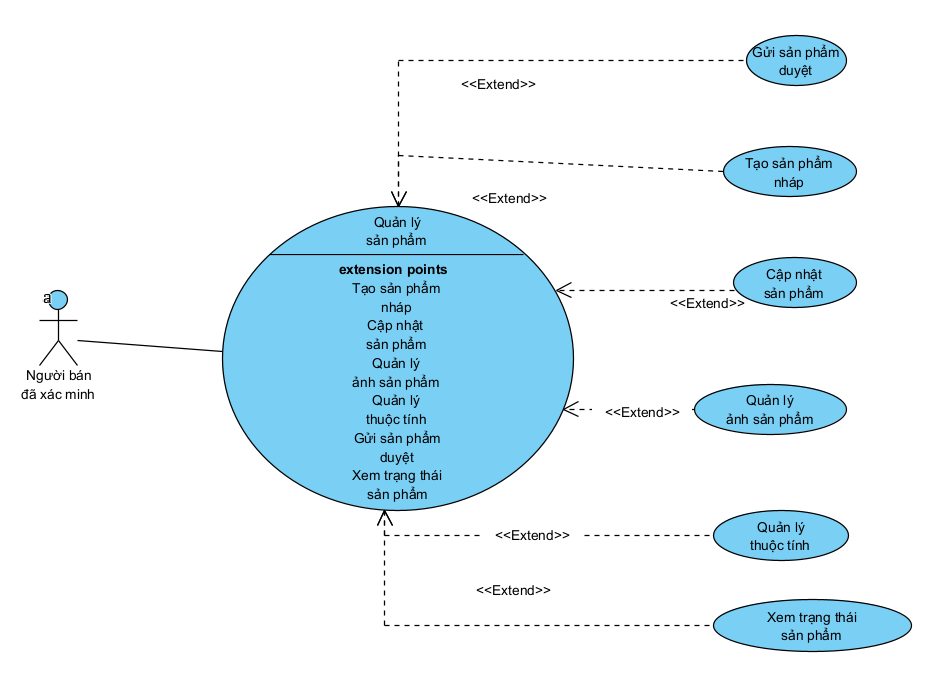 Gửi sản phẩm
duyệt
<<Extend>>
Tạo sản phẩm
nháp
<<Extend>>
Quản lý
sản phẩm
extension points
Tạo sản phẩm
nháp
Cập nhật
sản phẩm
Quản lý
ảnh sản phẩm
Quản lý
thuộc tính
Gửi sản phẩm
duyệt
Xem trạng thái
sản phẩm
a
Người bán
đã xác minh
Cập nhật
sản phẩm
<<Extend>>
Quản lý
ảnh sản phẩm
<<Extend>>
Quản lý
thuộc tính
<<Extend>>
<<Extend>>
Xem trạng thái
sản phẩm